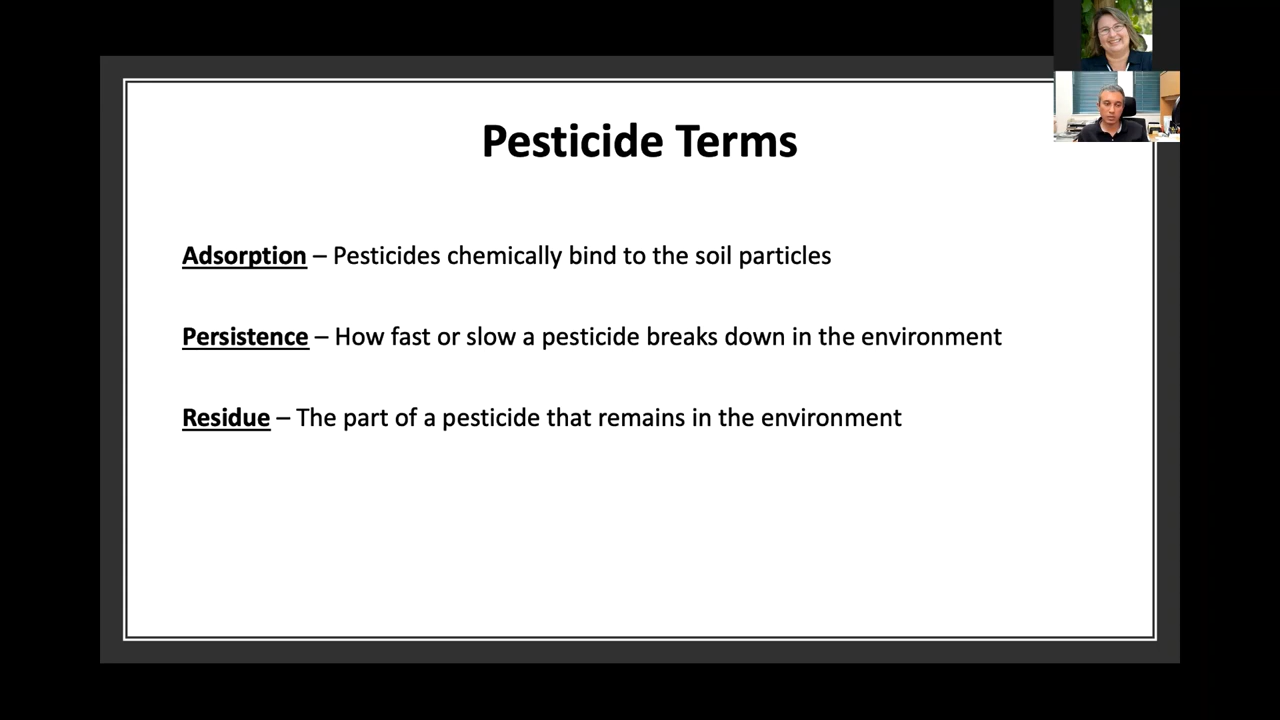 Pesticide Terms
Adsorption – Pesticides chemically bind to the soil particles
Persistence – How fast or slow a pesticide breaks down in the environment
Residue – The part of a pesticide that remains in the environment